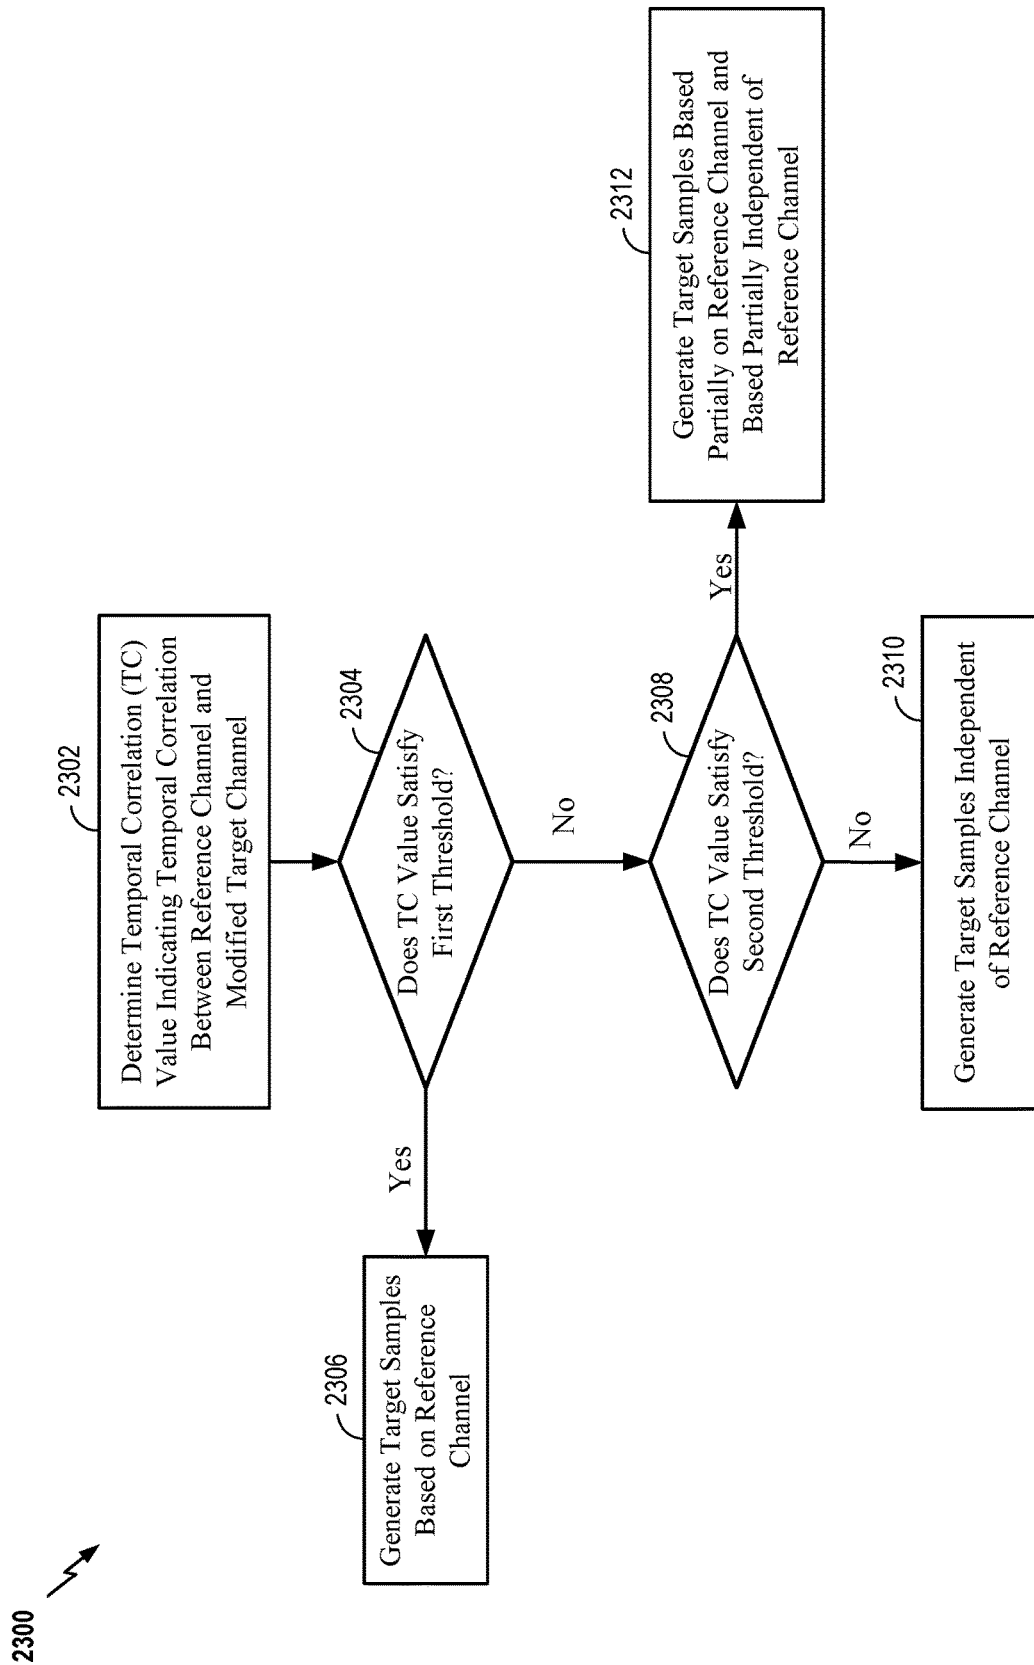 2300
2302
Determine Temporal Correlation (TC)
Value Indicating Temporal Correlation
Between Reference Channel and
Modified Target Channel
2304
Does TC Value Satisfy
First Threshold?
Yes
No
2306
Generate Target Samples
Based on Reference
Channel
2308
Does TC Value Satisfy
Second Threshold?
Yes
No
2312
Generate Target Samples Based
Partially on Reference Channel and
Based Partially Independent of
Reference Channel
2310
Generate Target Samples Independent
of Reference Channel